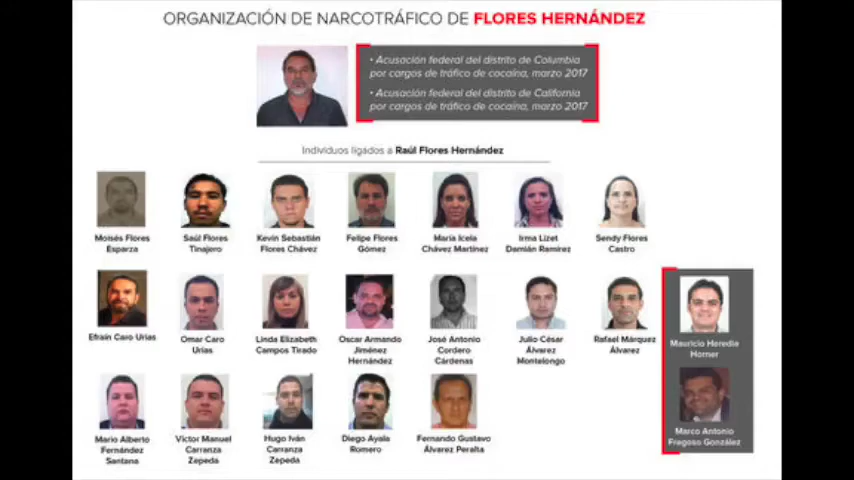 ORGANIZACIÓN DE NARCOTRÁFICO DE FLORES HERNÁNDEZ
• Acusación federal del distrito de Columbia
por cargos de tráfico de cocaína, marzo 2017
• Acusación federal del distrito de California
por cargos de tráfico de cocaína, marzo 2017
Individuos ligados a Raúl Flores Hernández
Moisés Flores
Esparza
Saúl Flores
Tinajero
Kevin Sebastián
Flores Chávez
Felipe Flores
Gómez
María Icela
Chávez Martínez
Irma Lizet
Damián Ramírez
Sendy Flores
Castro
Efraín Caro Urías
Omar Caro
Urías
Linda Elizabeth
Campos Tirado
Oscar Armando
Jiménez
Hernández
José Antonio
Cordero
Cárdenas
Julio César
Álvarez
Montelongo
Rafael Márquez
Álvarez
Mauricio Heredia
Horner
Marco Antonio
Fregoso González
Mario Alberto
Fernández
Santana
Víctor Manuel
Carranza
Zepeda
Hugo Iván
Carranza
Zepeda
Diego Ayala
Romero
Fernando Gustavo
Álvarez Peralta